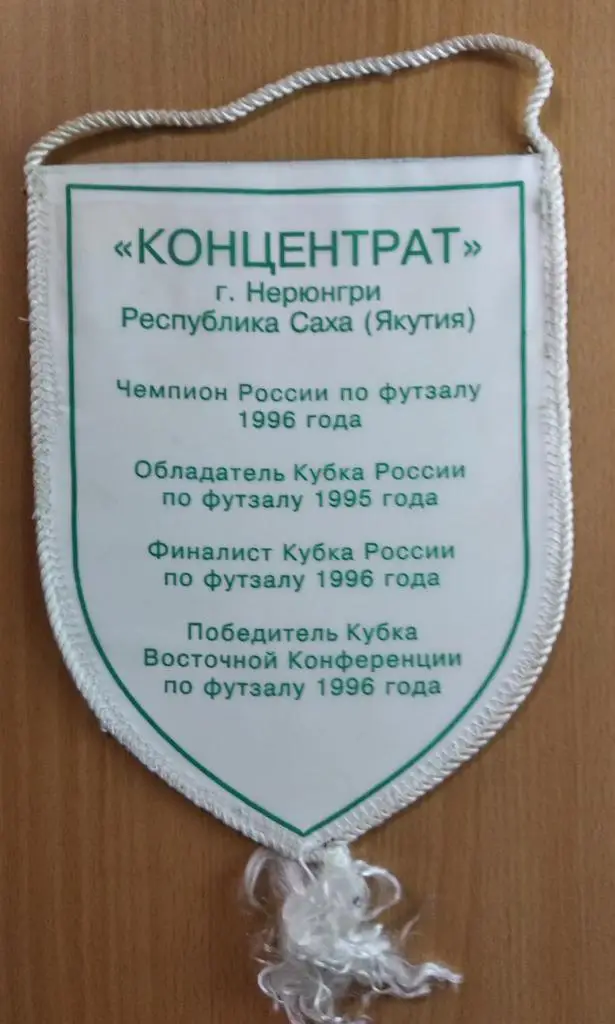 «КОНЦЕНТРАТ»
г. Нерюнгри
Республика Саха (Якутия)
Чемпион России по футзалу
1996 года
Обладатель Кубка России
по футзалу 1995 года
Финалист Кубка России
по футзалу 1996 года
Победитель Кубка
Восточной Конференции
по футзалу 1996 года